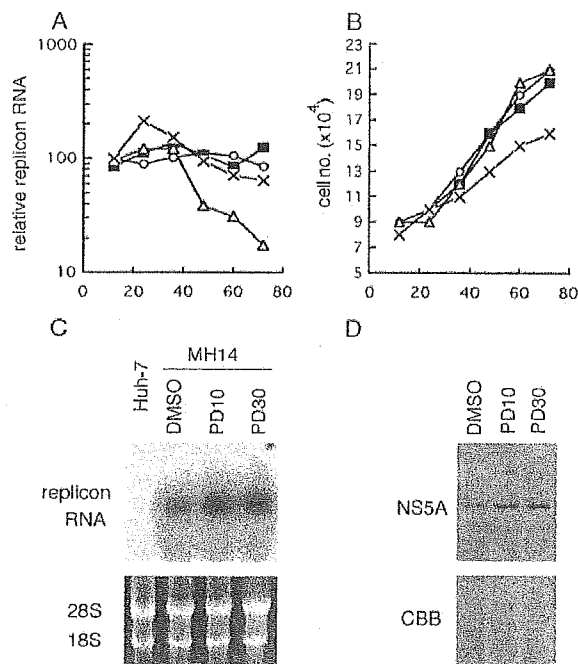 A
B
1000
100
10
relative replicon RNA
0 20 40 60 80
23
21
19
17
15
13
11
9
7
5
cell no. (x10⁴)
0 20 40 60 80
C
D
MH14
Huh-7
DMSO
PD10
PD30
replicon
RNA
28S
18S
DMSO
PD10
PD30
NS5A
CBB